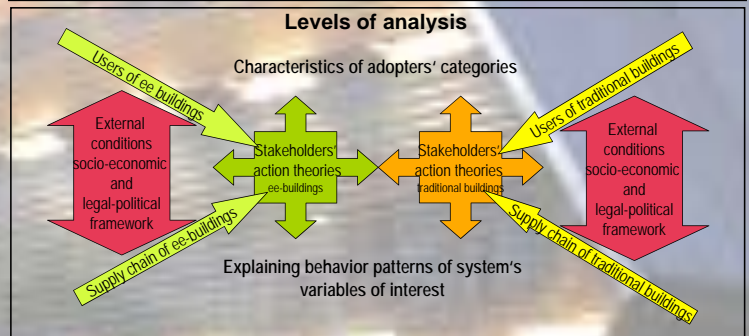 Levels of analysis
Users of ee buildings
Characteristics of adopters' categories
Users of traditional buildings
External
conditions
socio-economic
and
legal-political
framework
Stakeholders'
action theories
ee-buildings
Stakeholders'
action theories
traditional buildings
External
conditions
socio-economic
and
legal-political
framework
Supply chain of ee-buildings
Explaining behavior patterns of system's
variables of interest
Supply chain of traditional buildings